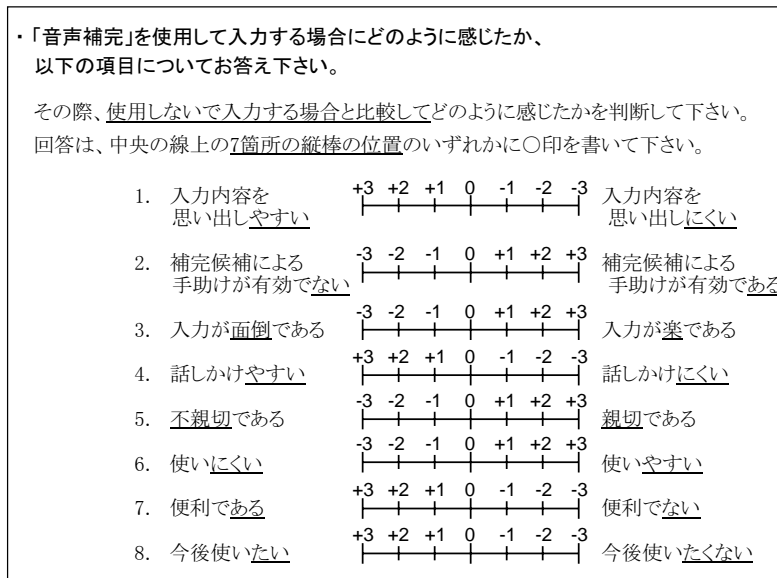 ・「音声補完」を使用して入力する場合にどのように感じたか、
以下の項目についてお答え下さい。
その際、使用しないで入力する場合と比較してどのように感じたかを判断して下さい。
回答は、中央の線上の7箇所の縦棒の位置のいずれかに○印を書いて下さい。
+3 +2 +1 0 -1 -2 -3
1. 入力内容を 入力内容を
思い出しやすい 思い出しにくい
-3 -2 -1 0 +1 +2 +3
2. 補完候補による 補完候補による
手助けが有効でない 手助けが有効である
-3 -2 -1 0 +1 +2 +3
3. 入力が面倒である 入力が楽である
+3 +2 +1 0 -1 -2 -3
4. 話しかけやすい 話しかけにくい
-3 -2 -1 0 +1 +2 +3
5. 不親切である 親切である
-3 -2 -1 0 +1 +2 +3
6. 使いにくい 使いやすい
+3 +2 +1 0 -1 -2 -3
7. 便利である 便利でない
+3 +2 +1 0 -1 -2 -3
8. 今後使いたい 今後使いたくない